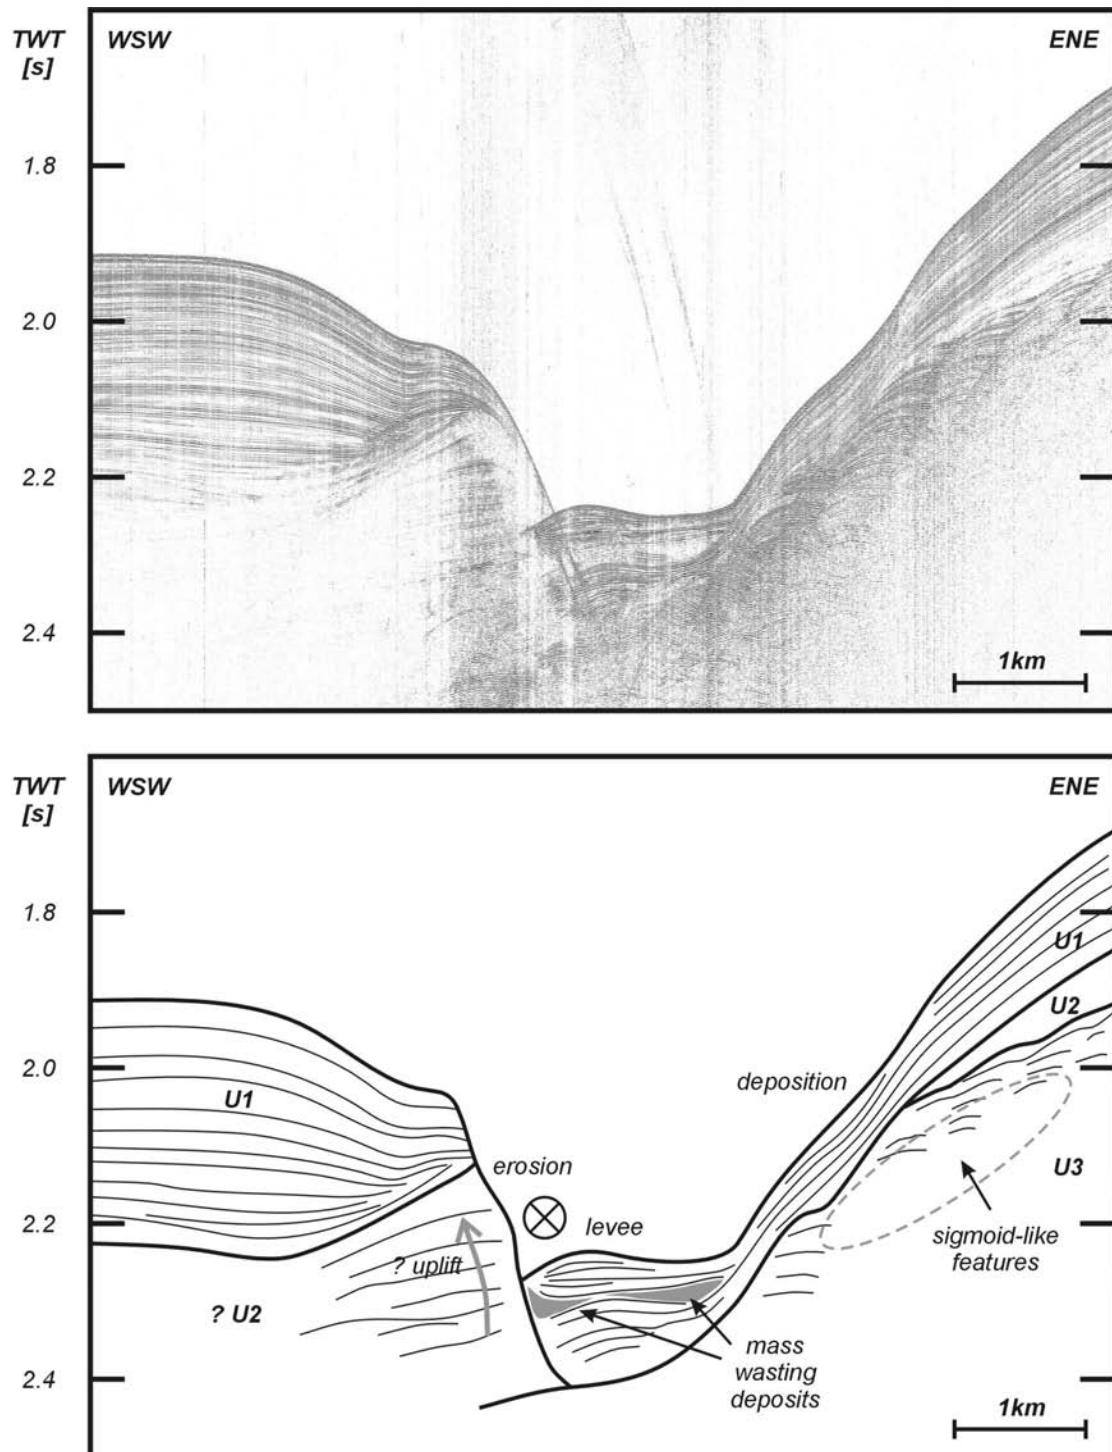 TWT
[s]
WSW
ENE
1.8
2.0
2.2
2.4
1km
TWT
[s]
WSW
ENE
1.8
U1
U2
2.0
deposition
U1
erosion
U3
2.2
levee
sigmoid-like
features
? uplift
? U2
mass
wasting
deposits
2.4
1km